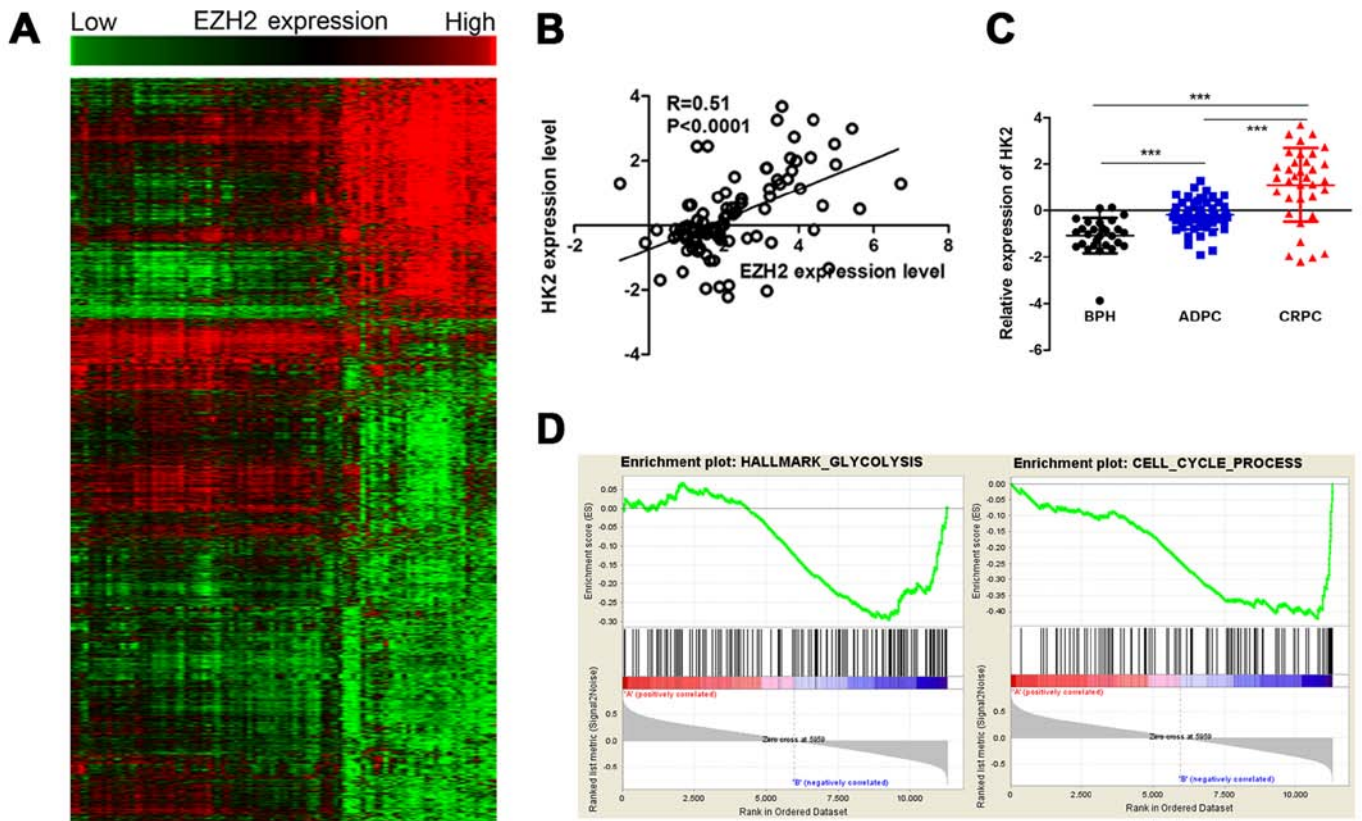 A
Low EZH2 expression High
B
R=0.51
P<0.0001
HK2 expression level
4
2
0
-2
-4
-2 2 4 6 8
EZH2 expression level
C
Relative expression of HK2
***
***
***
4
2
0
-2
-4
-6
BPH ADPC CRPC
D
Enrichment plot: HALLMARK_GLYCOLYSIS
Enrichment score (ES)
0.05
0.00
-0.05
-0.10
-0.15
-0.20
-0.25
-0.30
'A' (positively correlated)
Ranked list metric (Signal2Noise)
0.5
0.0
-0.5
Zero cross at 5959
'B' (negatively correlated)
0 2.500 5.000 7.500 10.000
Rank in Ordered Dataset
Enrichment plot: CELL_CYCLE_PROCESS
Enrichment score (ES)
0.00
-0.05
-0.10
-0.15
-0.20
-0.25
-0.30
-0.35
-0.40
'A' (positively correlated)
Ranked list metric (Signal2Noise)
0.5
0.0
-0.5
Zero cross at 5959
'B' (negatively correlated)
0 2.500 5.000 7.500 10.000
Rank in Ordered Dataset